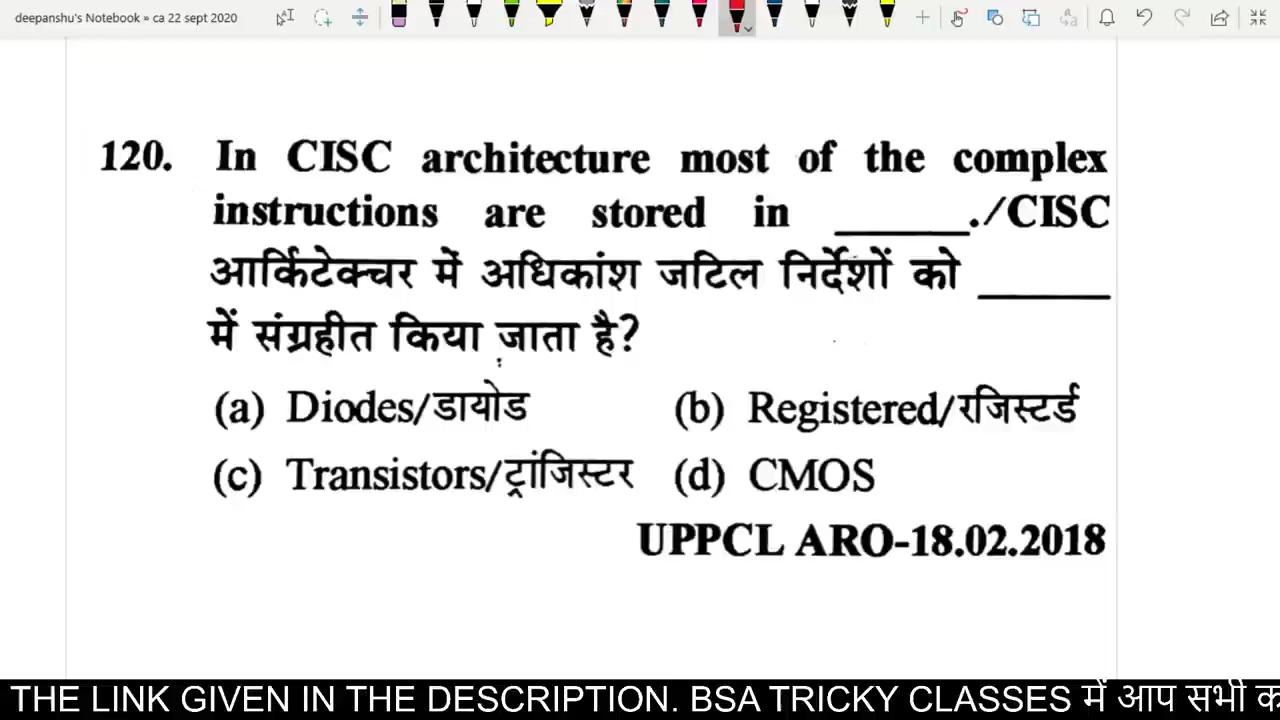 deepanshu's Notebook » ca 22 sept 2020
120. In CISC architecture most of the complex
instructions are stored in ______./CISC
आर्किटेक्चर में अधिकांश जटिल निर्देशों को ______
में संग्रहीत किया जाता है?
(a) Diodes/डायोड (b) Registered/रजिस्टर्ड
(c) Transistors/ट्रांजिस्टर (d) CMOS
UPPCL ARO-18.02.2018
THE LINK GIVEN IN THE DESCRIPTION. BSA TRICKY CLASSES में आप सभी क